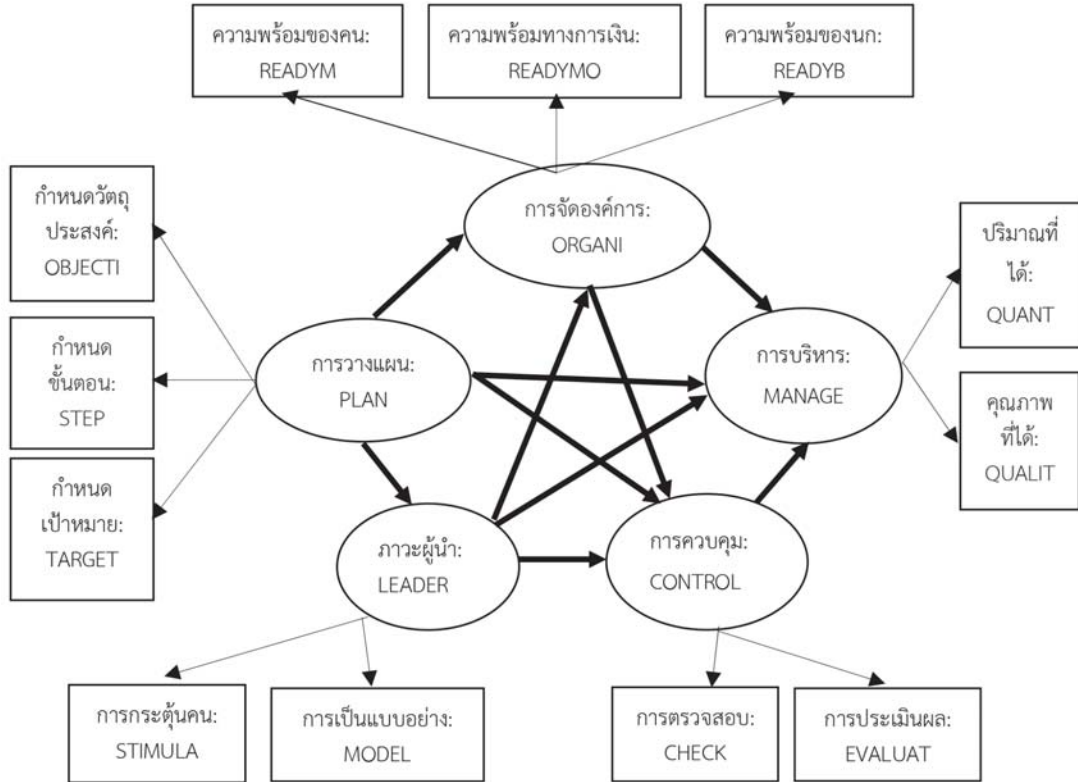 ความพร้อมของคน:
READYM
ความพร้อมทางการเงิน:
READYMO
ความพร้อมของนก:
READYB
กำหนดวัตถุ
ประสงค์:
OBJECTI
การจัดองค์การ:
ORGANI
ปริมาณที่
ได้:
QUANT
กำหนด
ขั้นตอน:
STEP
การวางแผน:
PLAN
การบริหาร:
MANAGE
คุณภาพ
ที่ได้:
QUALIT
กำหนด
เป้าหมาย:
TARGET
ภาวะผู้นำ:
LEADER
การควบคุม:
CONTROL
การกระตุ้นคน:
STIMULA
การเป็นแบบอย่าง:
MODEL
การตรวจสอบ:
CHECK
การประเมินผล:
EVALUAT